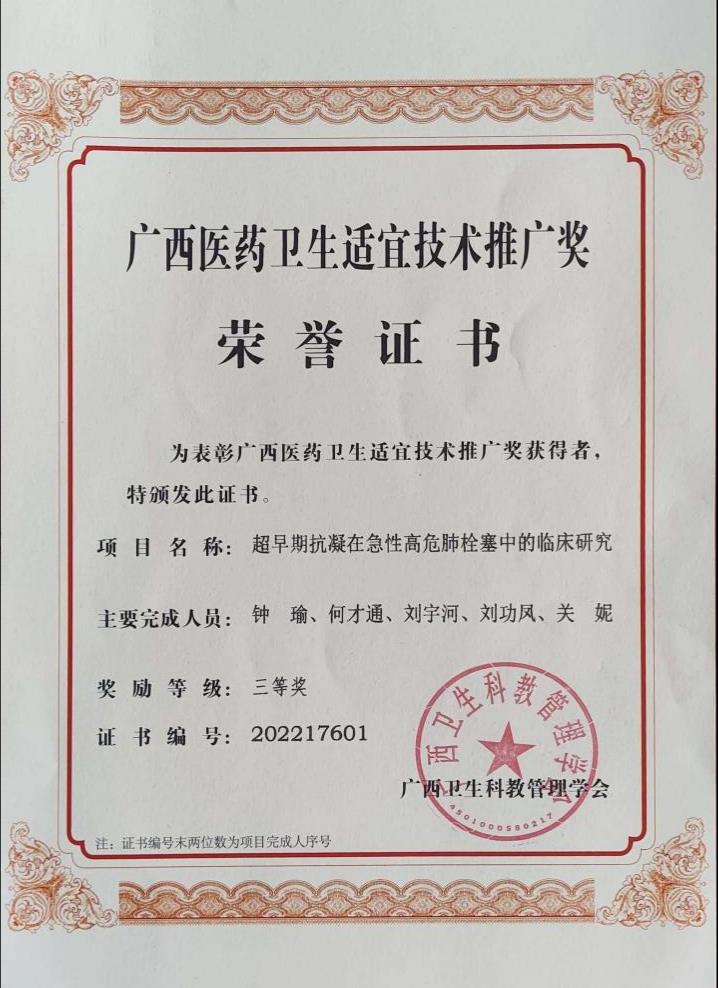 广西医药卫生适宜技术推广奖
荣誉证书
为表彰广西医药卫生适宜技术推广奖获得者，
特颁发此证书。
项目名称：超早期抗凝在急性高危肺栓塞中的临床研究
主要完成人员：钟 瑜、何才通、刘宇河、刘功凤、关 妮
奖励等级：三等奖
证书编号：202217601
广西卫生科教管理学会
广西卫生科教管理学会
4501000580217
注：证书编号末两位数为项目完成人序号